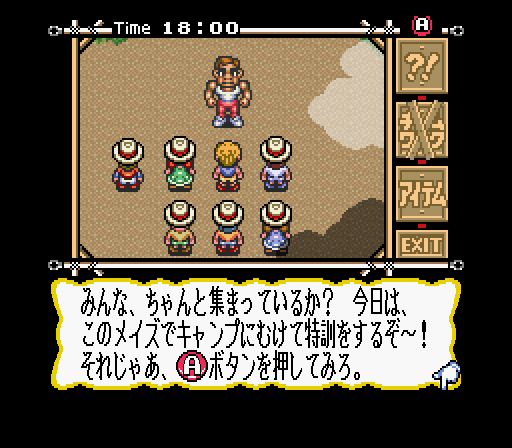 Time 18:00
A
?!
キャ
ワラ
アイテム
EXIT
みんな、ちゃんと集まっているか? 今日は、
このメイズでキャンプにむけて特訓をするぞ〜!
それじゃあ、Aボタンを押してみろ。